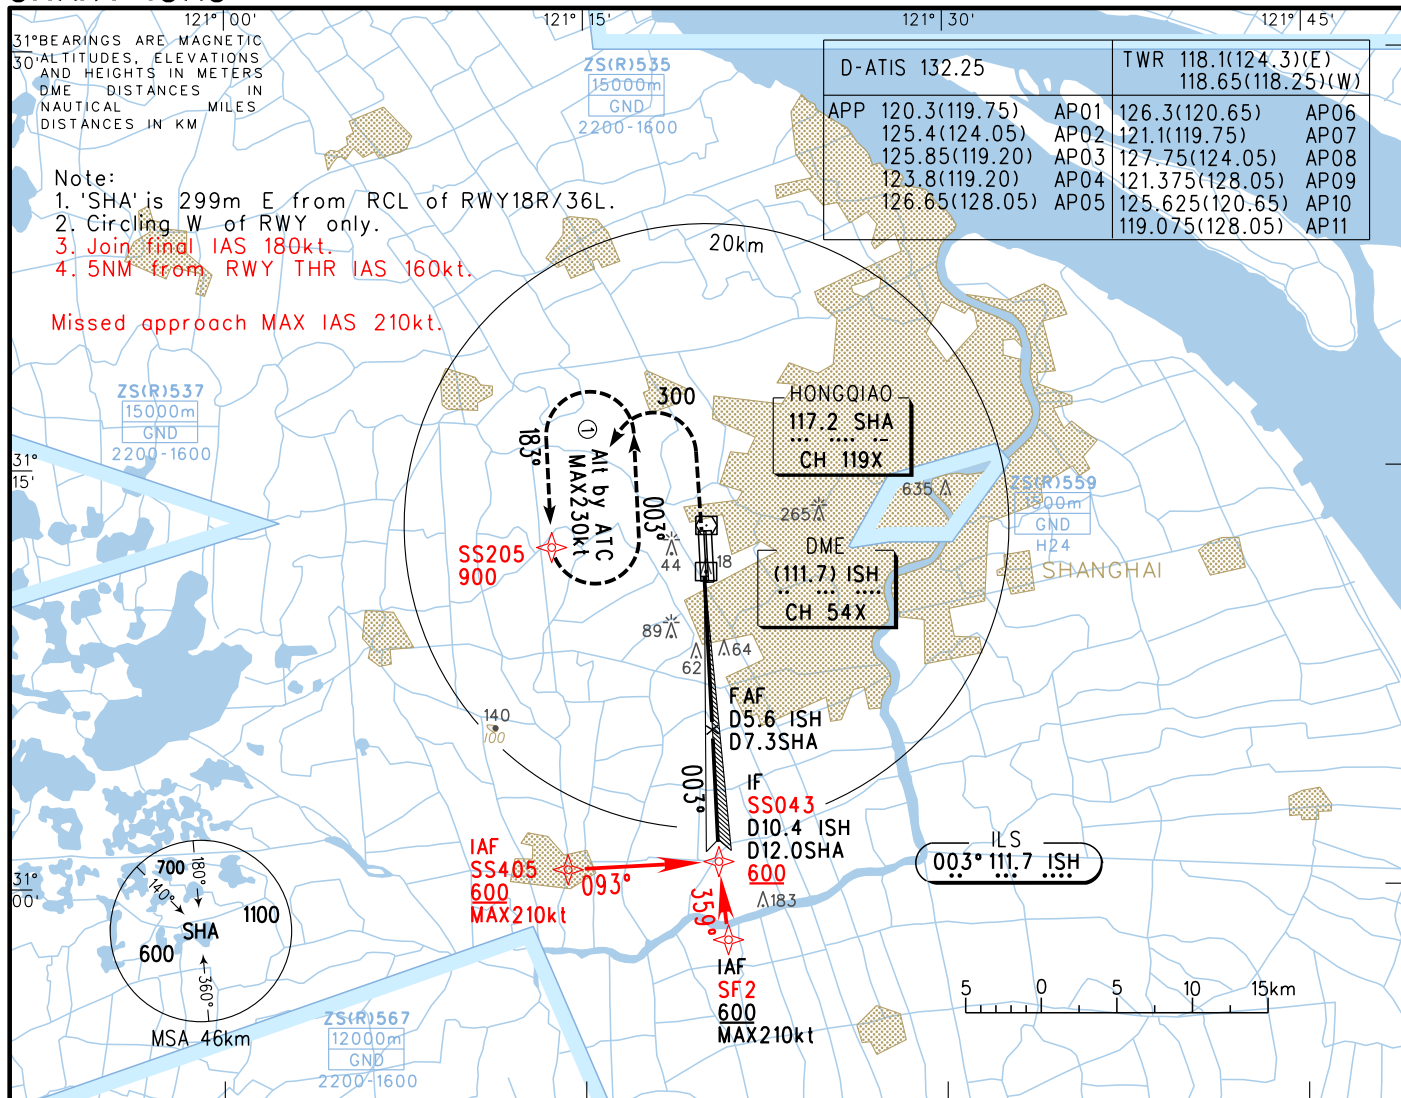 121° 00'
121° 15'
121° 30'
121° 45'
31°
30'
BEARINGS ARE MAGNETIC
ALTITUDES, ELEVATIONS
AND HEIGHTS IN METERS
DME DISTANCES IN
NAUTICAL MILES
DISTANCES IN KM
Note:
1. 'SHA' is 299m E from RCL of RWY18R/36L.
2. Circling W of RWY only.
3. Join final IAS 180kt.
4. 5NM from RWY THR IAS 160kt.
Missed approach MAX IAS 210kt.
ZS(R)535
15000m
GND
2200-1600
D-ATIS 132.25
TWR 118.1(124.3)(E)
118.65(118.25)(W)
APP 120.3(119.75) AP01
125.4(124.05) AP02
125.85(119.20) AP03
123.8(119.20) AP04
126.65(128.05) AP05
126.3(120.65) AP06
121.1(119.75) AP07
127.75(124.05) AP08
121.375(128.05) AP09
125.625(120.65) AP10
119.075(128.05) AP11
20km
ZS(R)537
15000m
GND
2200-1600
300
HONGQIAO
117.2 SHA
CH 119X
183°
①
Alt by ATC
MAX230kt
003°
31°
15'
635
ZS(R)559
GND
H24
265
SS205
900
44
18
DME
(111.7) ISH
CH 54X
SHANGHAI
89
62
64
FAF
D5.6 ISH
D7.3SHA
140
100
003°
IF
SS043
D10.4 ISH
D12.0SHA
600
ILS
003° 111.7 ISH
IAF
SS405
600
MAX210kt
093°
359°
183
31°
00'
700
180°
140°
1100
SHA
600
360°
MSA 46km
IAF
SF2
600
MAX210kt
5 0 5 10 15km
ZS(R)567
12000m
GND
2200-1600